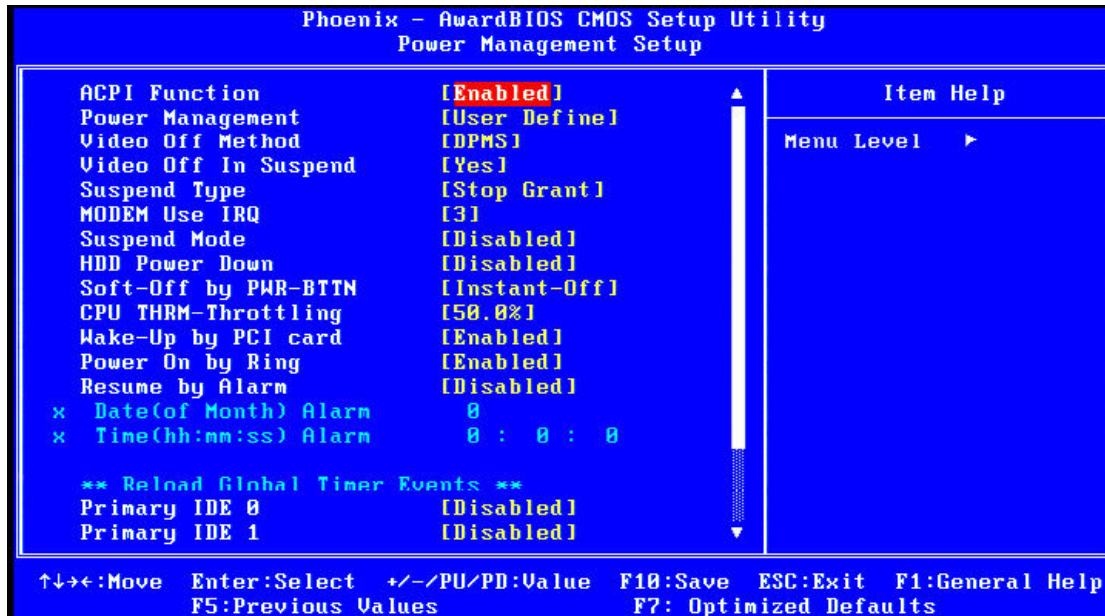 Phoenix - AwardBIOS CMOS Setup Utility
Power Management Setup
ACPI Function [Enabled]
Power Management [User Define]
Video Off Method [DPMS]
Video Off In Suspend [Yes]
Suspend Type [Stop Grant]
MODEM Use IRQ [3]
Suspend Mode [Disabled]
HDD Power Down [Disabled]
Soft-Off by PWR-BTTN [Instant-Off]
CPU THRM-Throttling [50.0%]
Wake-Up by PCI card [Enabled]
Power On by Ring [Enabled]
Resume by Alarm [Disabled]
x Date(of Month) Alarm 0
x Time(hh:mm:ss) Alarm 0 : 0 : 0
** Reload Global Timer Events **
Primary IDE 0 [Disabled]
Primary IDE 1 [Disabled]
Item Help
Menu Level ►
↑↓→←:Move Enter:Select +/-/PU/PD:Value F10:Save ESC:Exit F1:General Help
F5:Previous Values F7: Optimized Defaults